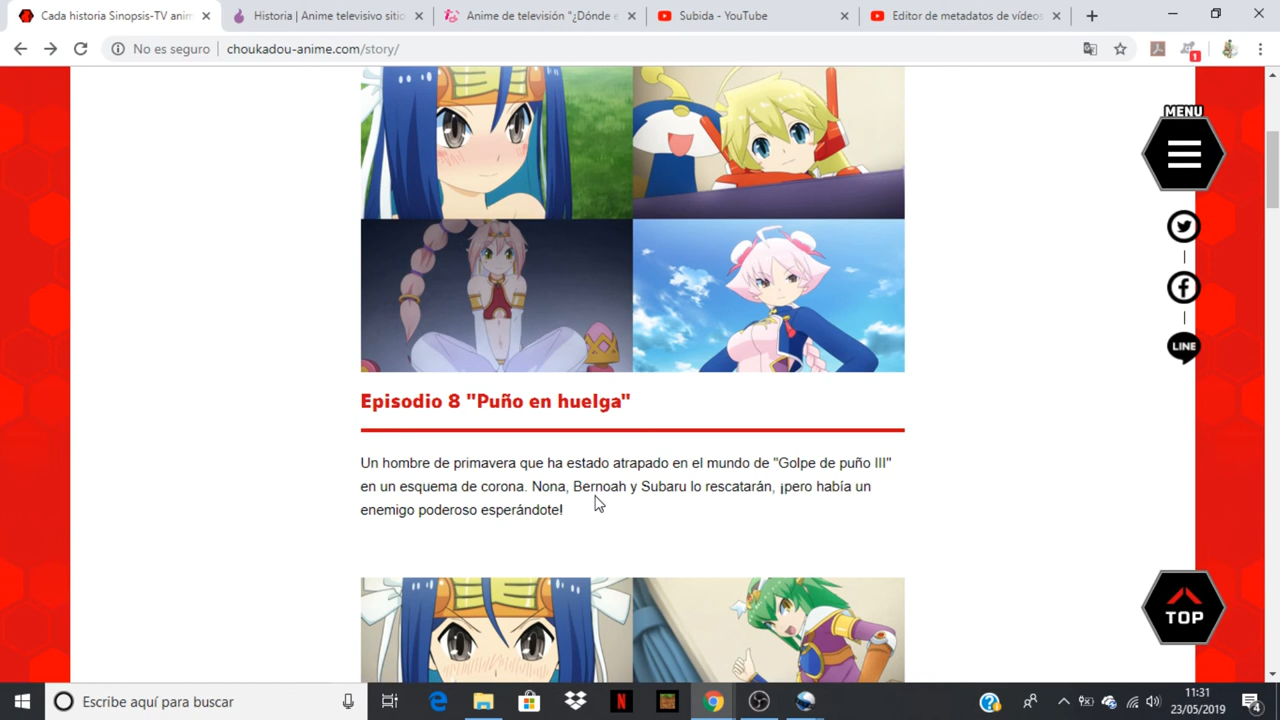 Cada historia Sinopsis-TV anim
Historia | Anime televisivo sitio
Anime de televisión "¿Dónde e
Subida - YouTube
Editor de metadatos de vídeos
No es seguro
choukadou-anime.com/story/
1
MENU
LINE
Episodio 8 "Puño en huelga"
Un hombre de primavera que ha estado atrapado en el mundo de "Golpe de puño III"
en un esquema de corona. Nona, Bernoah y Subaru lo rescatarán, ¡pero había un
enemigo poderoso esperándote!
TOP
Escribe aquí para buscar
11:31
23/05/2019
4